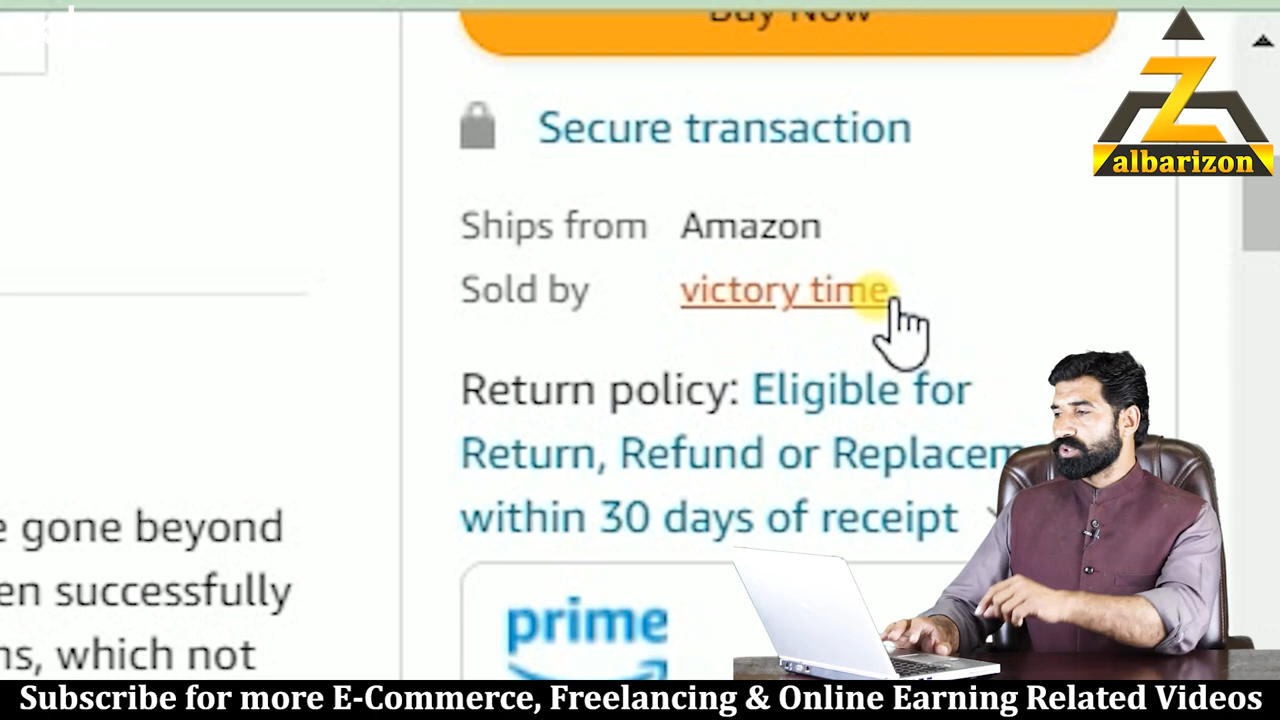 Buy Now
Secure transaction
Ships from Amazon
Sold by victory time
Return policy: Eligible for
Return, Refund or Replacem
within 30 days of receipt
gone beyond
en successfully
ns, which not
prime
Z
albarizon
Subscribe for more E-Commerce, Freelancing & Online Earning Related Videos